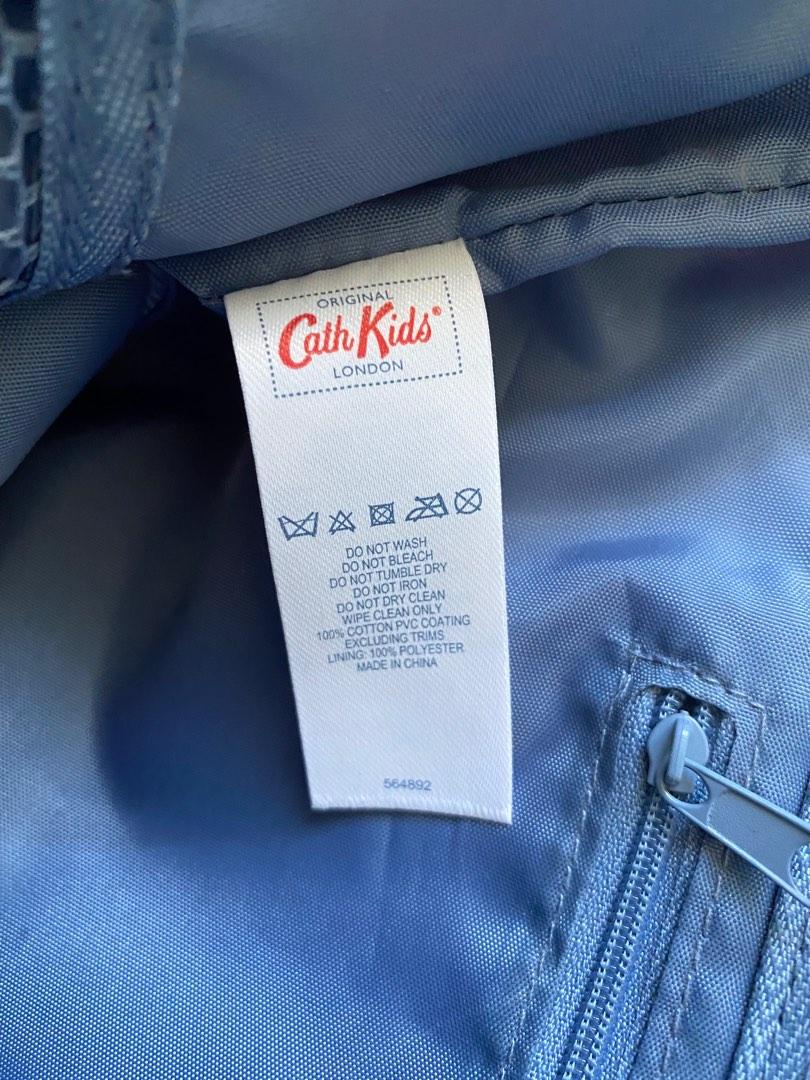 ORIGINAL
Cath Kids®
LONDON
DO NOT WASH
DO NOT BLEACH
DO NOT TUMBLE DRY
DO NOT IRON
DO NOT DRY CLEAN
WIPE CLEAN ONLY
100% COTTON PVC COATING
EXCLUDING TRIMS
LINING: 100% POLYESTER
MADE IN CHINA
564892